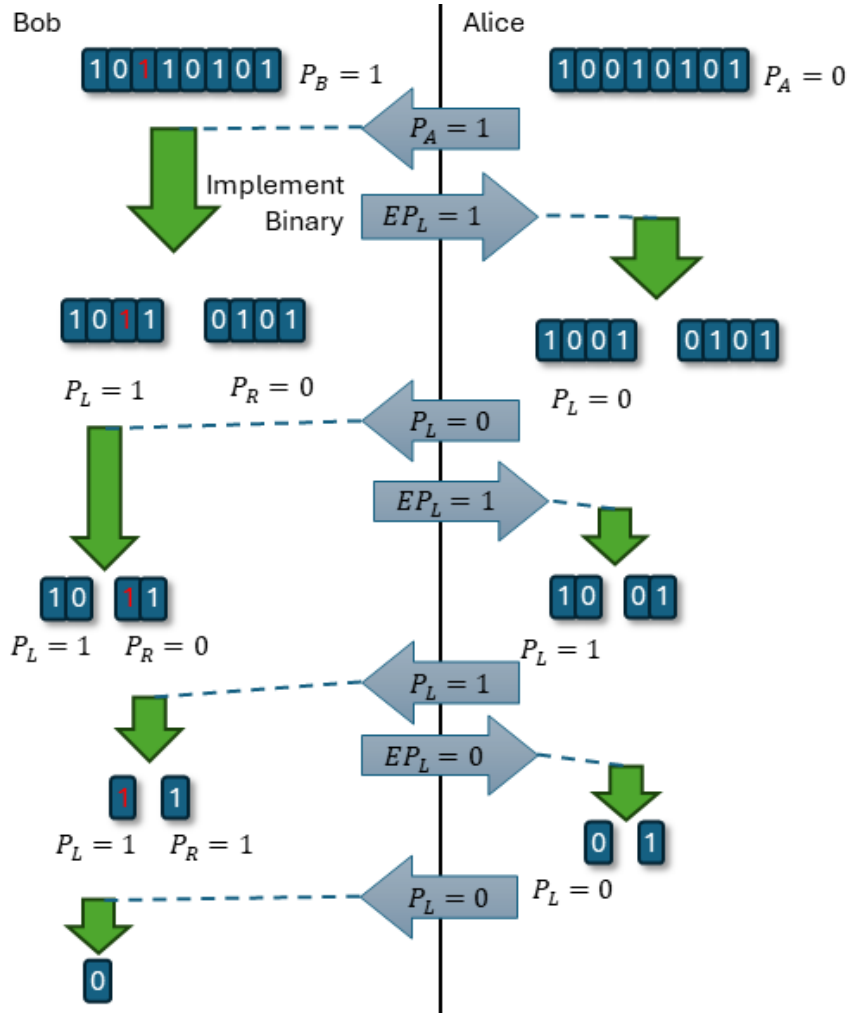 Bob Alice
10110101 P_B = 1 10010101 P_A = 0
P_A = 1
Implement
Binary EP_L = 1
1011 0101 1001 0101
P_L = 1 P_R = 0 P_L = 0
P_L = 0
EP_L = 1
10 11 10 01
P_L = 1 P_R = 0 P_L = 1
P_L = 1
EP_L = 0
1 1 0 1
P_L = 1 P_R = 1 P_L = 0
P_L = 0
0